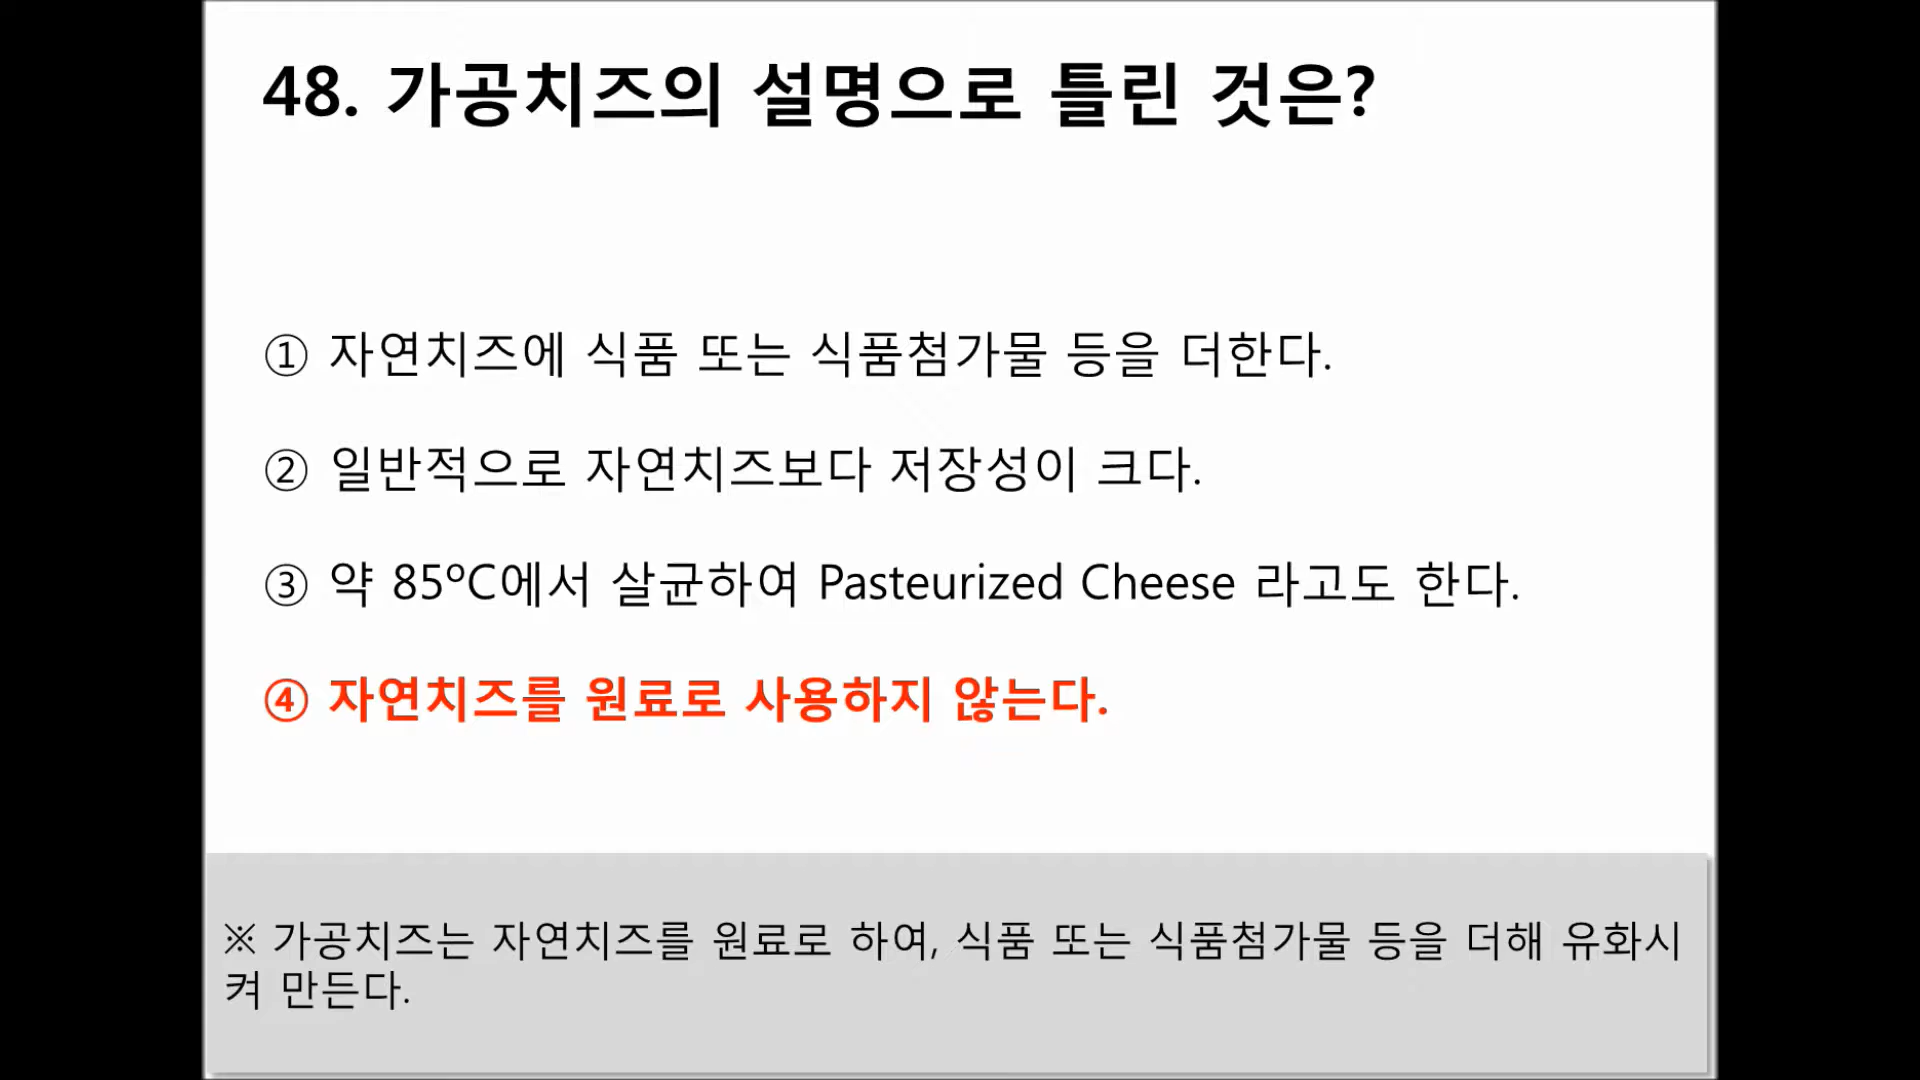 48. 가공치즈의 설명으로 틀린 것은?
① 자연치즈에 식품 또는 식품첨가물 등을 더한다.
② 일반적으로 자연치즈보다 저장성이 크다.
③ 약 85ºC에서 살균하여 Pasteurized Cheese 라고도 한다.
④ 자연치즈를 원료로 사용하지 않는다.
※ 가공치즈는 자연치즈를 원료로 하여, 식품 또는 식품첨가물 등을 더해 유화시
켜 만든다.